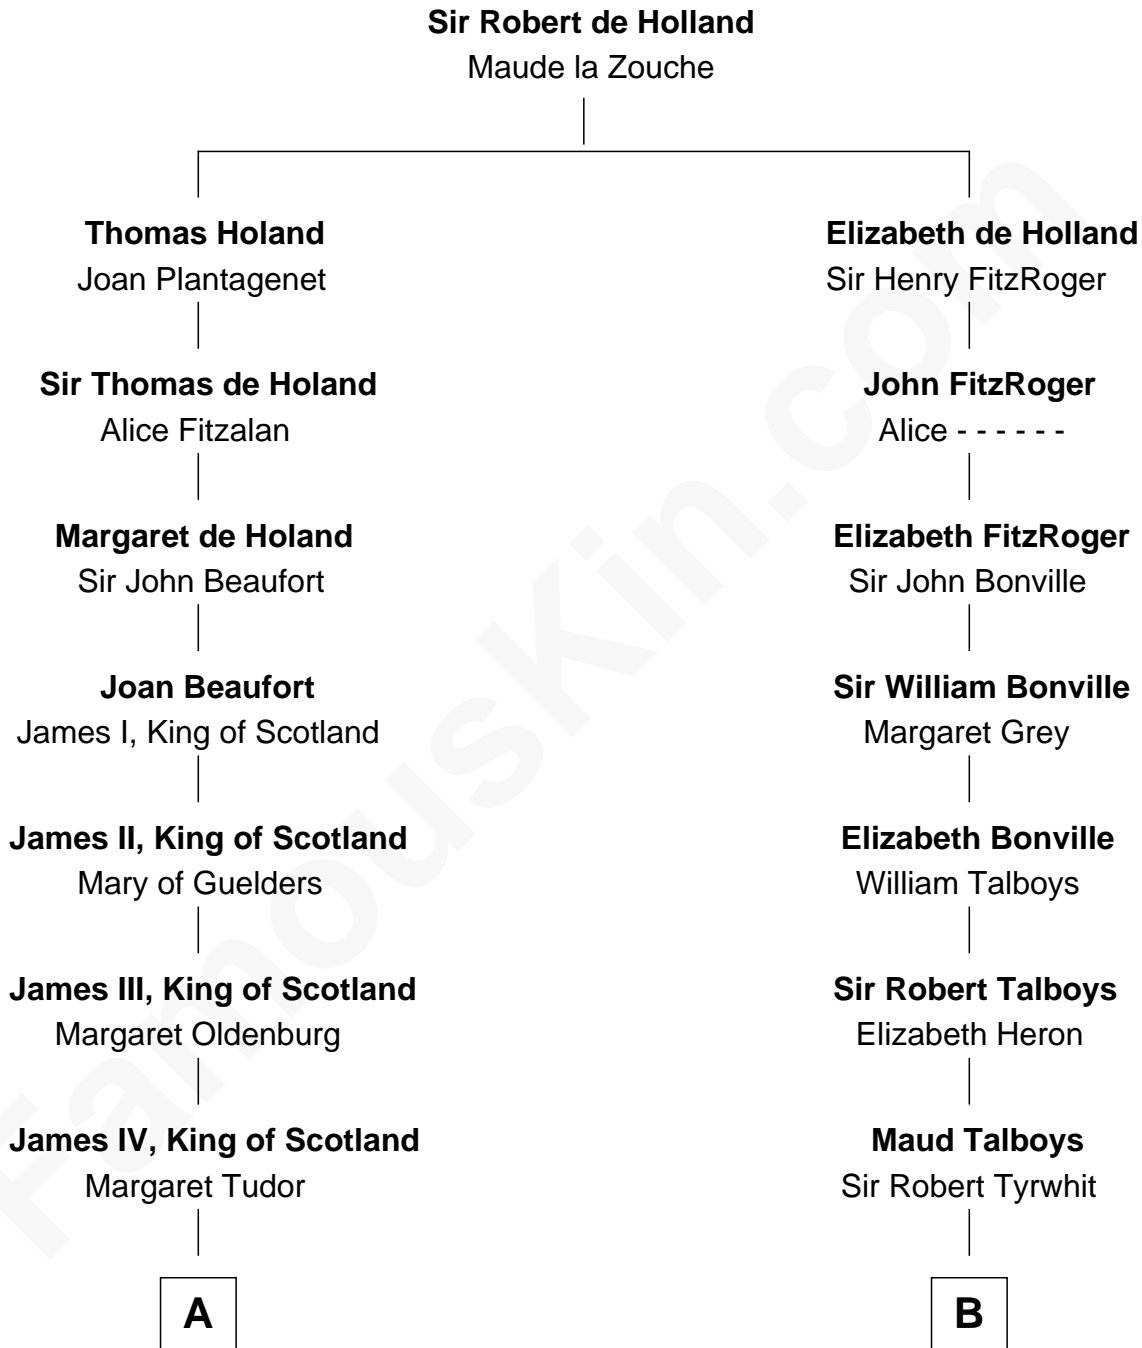 Sir Robert de Holland
Maude la Zouche
Thomas Holand
Joan Plantagenet
Sir Thomas de Holand
Alice Fitzalan
Margaret de Holand
Sir John Beaufort
Joan Beaufort
James I, King of Scotland
James II, King of Scotland
Mary of Guelders
James III, King of Scotland
Margaret Oldenburg
James IV, King of Scotland
Margaret Tudor
A
Elizabeth de Holland
Sir Henry FitzRoger
John FitzRoger
Alice - - - - - -
Elizabeth FitzRoger
Sir John Bonville
Sir William Bonville
Margaret Grey
Elizabeth Bonville
William Talboys
Sir Robert Talboys
Elizabeth Heron
Maud Talboys
Sir Robert Tyrwhit
B
FamousKin.com